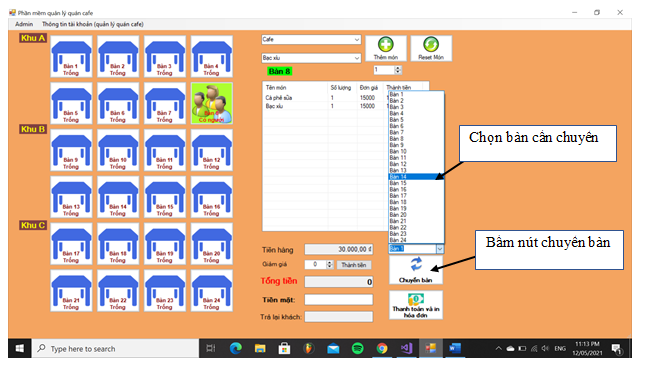 Phần mềm quản lý quán cafe
Admin Thông tin tài khoản (quản lý quán cafe)
Khu A
Bàn 1
Trống
Bàn 2
Trống
Bàn 3
Trống
Bàn 4
Trống
Bàn 5
Trống
Bàn 6
Trống
Bàn 7
Trống
Có người
Khu B
Bàn 9
Trống
Bàn 10
Trống
Bàn 11
Trống
Bàn 12
Trống
Bàn 13
Trống
Bàn 14
Trống
Bàn 15
Trống
Bàn 16
Trống
Khu C
Bàn 17
Trống
Bàn 18
Trống
Bàn 19
Trống
Bàn 20
Trống
Bàn 21
Trống
Bàn 22
Trống
Bàn 23
Trống
Bàn 24
Trống
Cafe
Bạc xỉu
Thêm món
Reset Món
Bàn 8
1
Tên món Số lượng Đơn giá Thành tiền
Cà phê sữa 1 15000
Bạc xỉu 1 15000
Bàn 1
Bàn 2
Bàn 3
Bàn 4
Bàn 5
Bàn 6
Bàn 7
Bàn 8
Bàn 9
Bàn 10
Bàn 11
Bàn 12
Bàn 13
Bàn 14
Bàn 15
Bàn 16
Bàn 17
Bàn 18
Bàn 19
Bàn 20
Bàn 21
Bàn 22
Bàn 23
Bàn 24
Bàn 1
Chọn bàn cần chuyển
Bấm nút chuyển bàn
Tiền hàng 30.000,00 ₫
Giảm giá 0 Thành tiền
Tổng tiền 0
Tiền mặt:
Trả lại khách:
Chuyển bàn
Thanh toán và in
hóa đơn
Type here to search
ENG
11:13 PM
12/05/2021